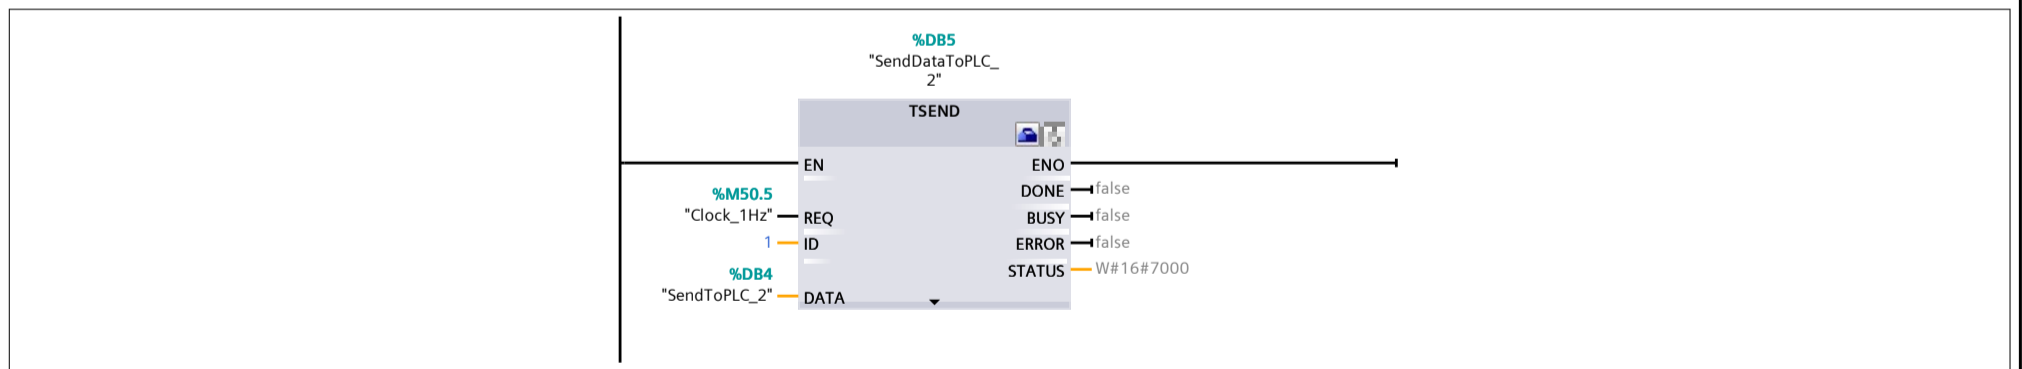 %DB5
"SendDataToPLC_
2"
TSEND
EN
ENO
DONE
false
%M50.5
"Clock_1Hz"
REQ
BUSY
false
1
ID
ERROR
false
STATUS
W#16#7000
%DB4
"SendToPLC_2"
DATA